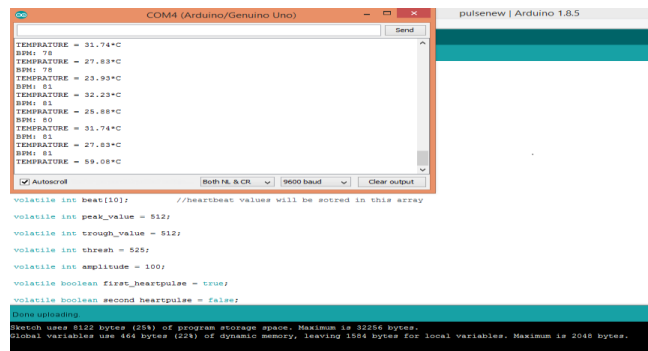 COM4 (Arduino/Genuino Uno)
pulsenew | Arduino 1.8.5
Send
TEMPRATURE = 31.74*C
BPM: 78
TEMPRATURE = 27.83*C
BPM: 78
TEMPRATURE = 23.93*C
BPM: 81
TEMPRATURE = 32.23*C
BPM: 81
TEMPRATURE = 25.88*C
BPM: 80
TEMPRATURE = 31.74*C
BPM: 81
TEMPRATURE = 27.83*C
BPM: 81
TEMPRATURE = 59.08*C
Autoscroll
Both NL & CR
9600 baud
Clear output
volatile int beat[10]; //heartbeat values will be sotred in this array
volatile int peak_value = 512;
volatile int trough_value = 512;
volatile int thresh = 525;
volatile int amplitude = 100;
volatile boolean first_heartpulse = true;
volatile boolean second_heartpulse = false;
Done uploading.
Sketch uses 8122 bytes (25%) of program storage space. Maximum is 32256 bytes.
Global variables use 464 bytes (22%) of dynamic memory, leaving 1584 bytes for local variables. Maximum is 2048 bytes.